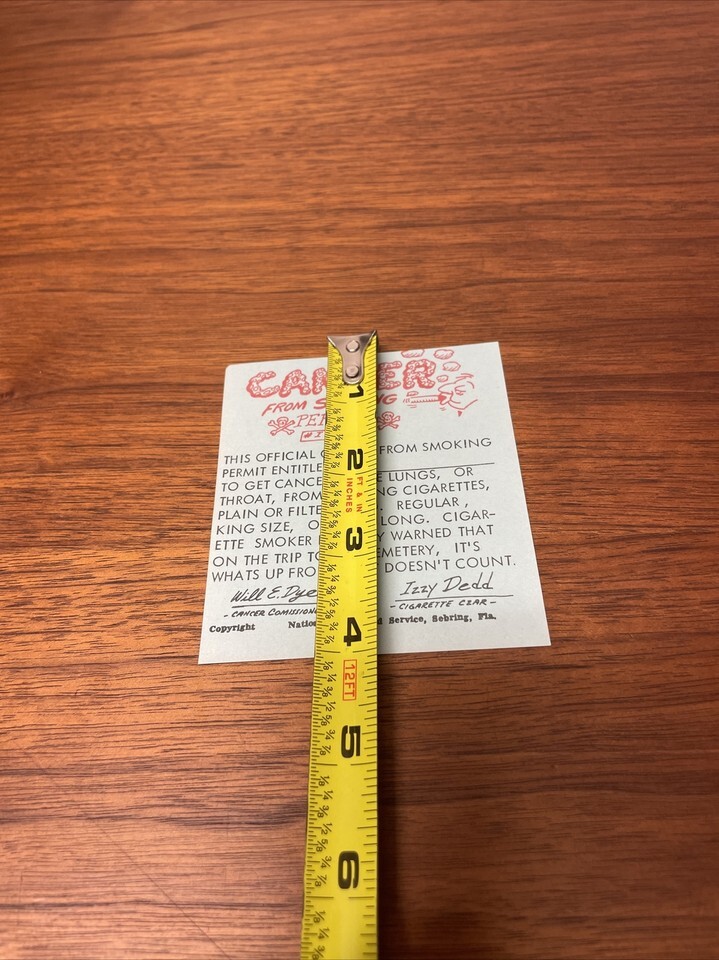 CAN ER
FROM S NG
PE
THIS OFFICIAL FROM SMOKING
PERMIT ENTITLE
TO GET CANCE LUNGS, OR
THROAT, FROM NG CIGARETTES,
PLAIN OR FILTE . REGULAR,
KING SIZE, O LONG. CIGAR-
ETTE SMOKER Y WARNED THAT
ON THE TRIP TO EMETERY, IT'S
WHATS UP FRO DOESN'T COUNT.
Will E. Dye Izzy Dedd
- CANCER COMISSION - CIGARETTE CZAR -
Copyright Natio d Service, Sebring, Fla.
1
2
FT & IN
INCHES
3
4
12FT
5
6